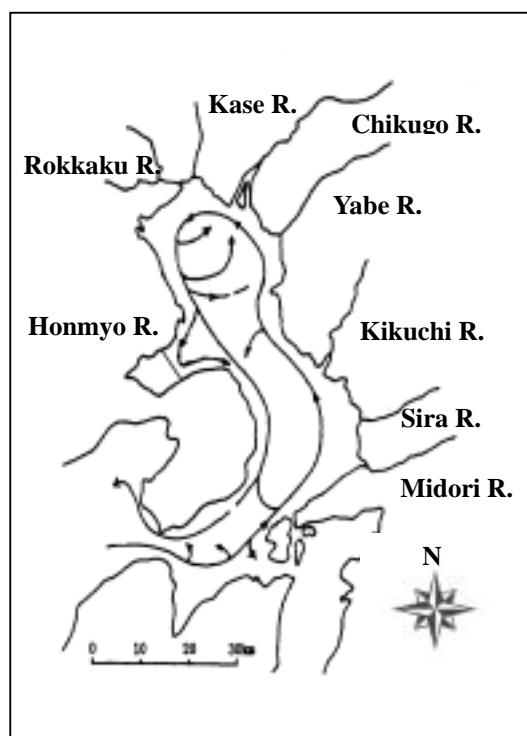 Kase R.
Chikugo R.
Rokkaku R.
Yabe R.
Honmyo R.
Kikuchi R.
Sira R.
Midori R.
N
0 10 20 30km